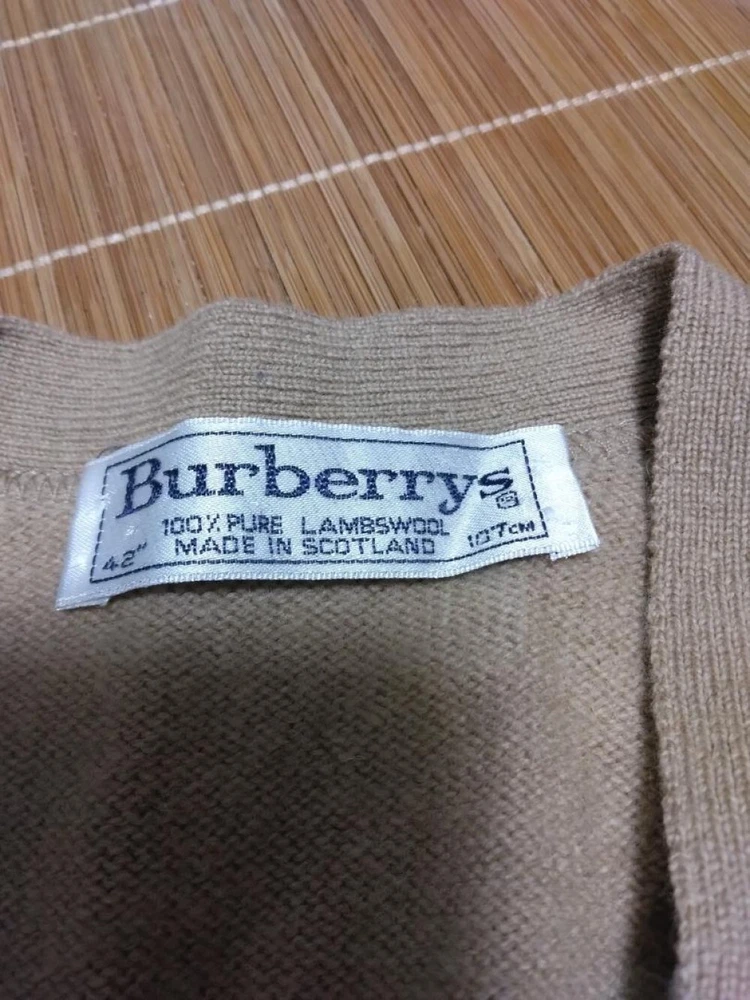 Burberrys
100% PURE LAMBSWOOL
42" MADE IN SCOTLAND 107CM